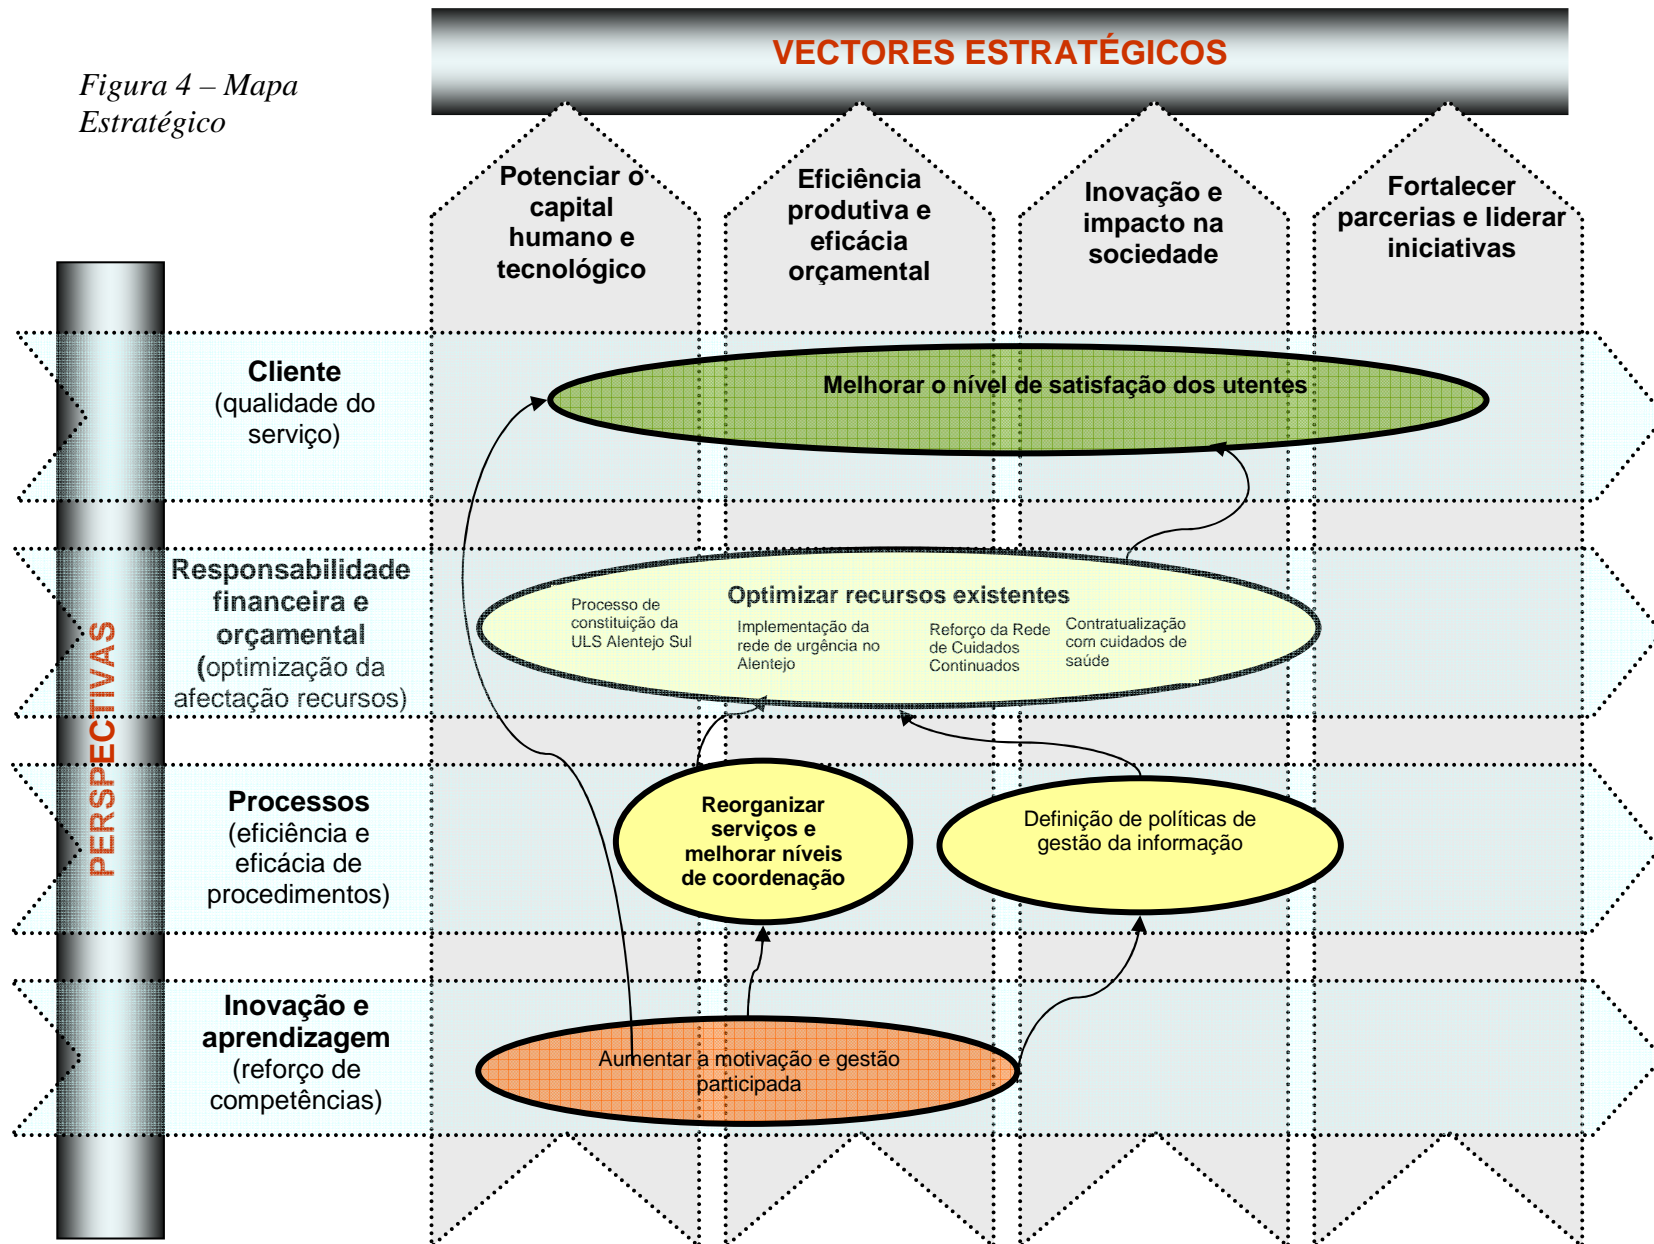 VECTORES ESTRATÉGICOS
Figura 4 – Mapa
Estratégico
Potenciar o
capital
humano e
tecnológico
Eficiência
produtiva e
eficácia
orçamental
Inovação e
impacto na
sociedade
Fortalecer
parcerias e liderar
iniciativas
PERSPECTIVAS
Cliente
(qualidade do
serviço)
Melhorar o nível de satisfação dos utentes
Responsabilidade
financeira e
orçamental
(optimização da
afectação recursos)
Optimizar recursos existentes
Processo de
constituição da
ULS Alentejo Sul
Implementação da
rede de urgência no
Alentejo
Reforço da Rede
de Cuidados
Continuados
Contratualização
com cuidados de
saúde
Processos
(eficiência e
eficácia de
procedimentos)
Reorganizar
serviços e
melhorar níveis
de coordenação
Definição de políticas de
gestão da informação
Inovação e
aprendizagem
(reforço de
competências)
Aumentar a motivação e gestão
participada